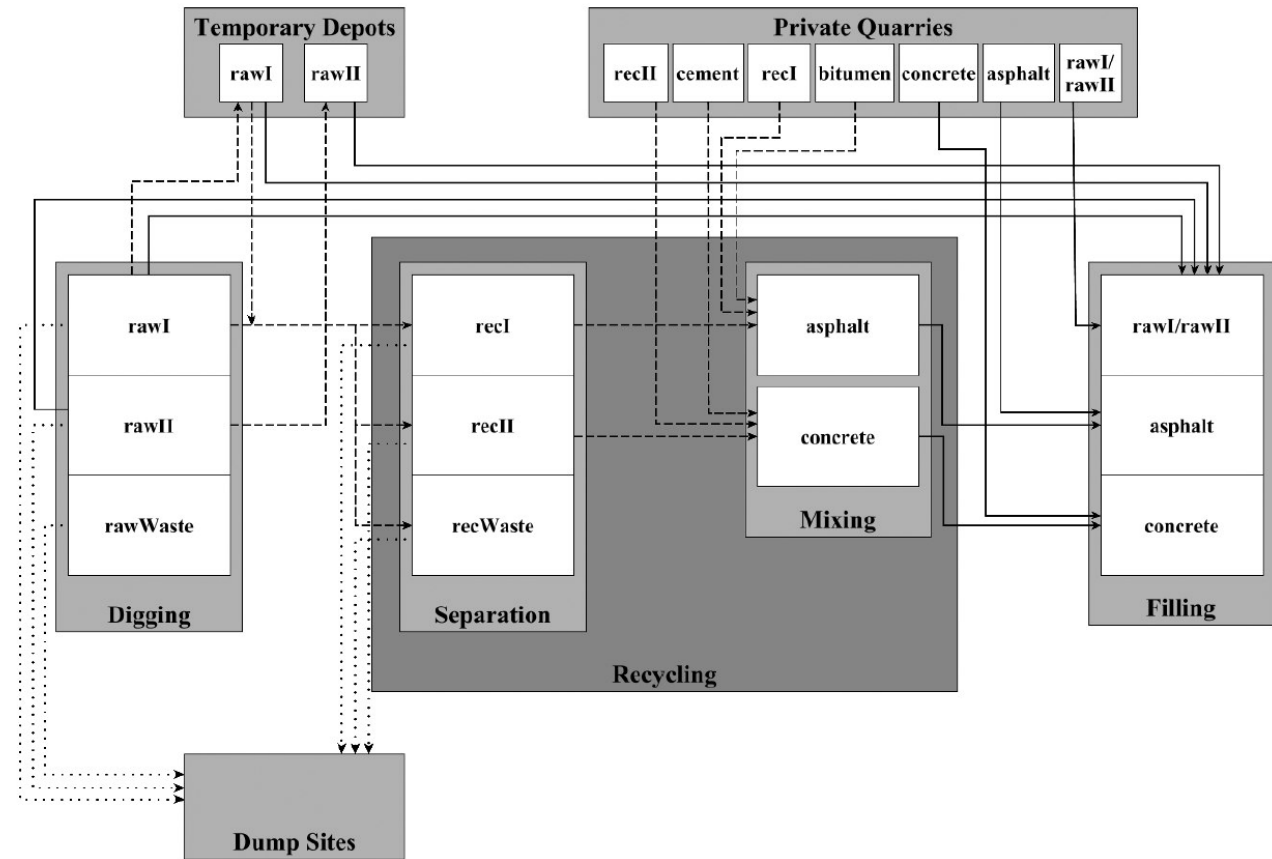 Temporary Depots
rawI
rawII
Private Quarries
recII
cement
recI
bitumen
concrete
asphalt
rawI/
rawII
rawI
rawII
rawWaste
Digging
recI
recII
recWaste
Separation
asphalt
concrete
Mixing
Recycling
rawI/rawII
asphalt
concrete
Filling
Dump Sites